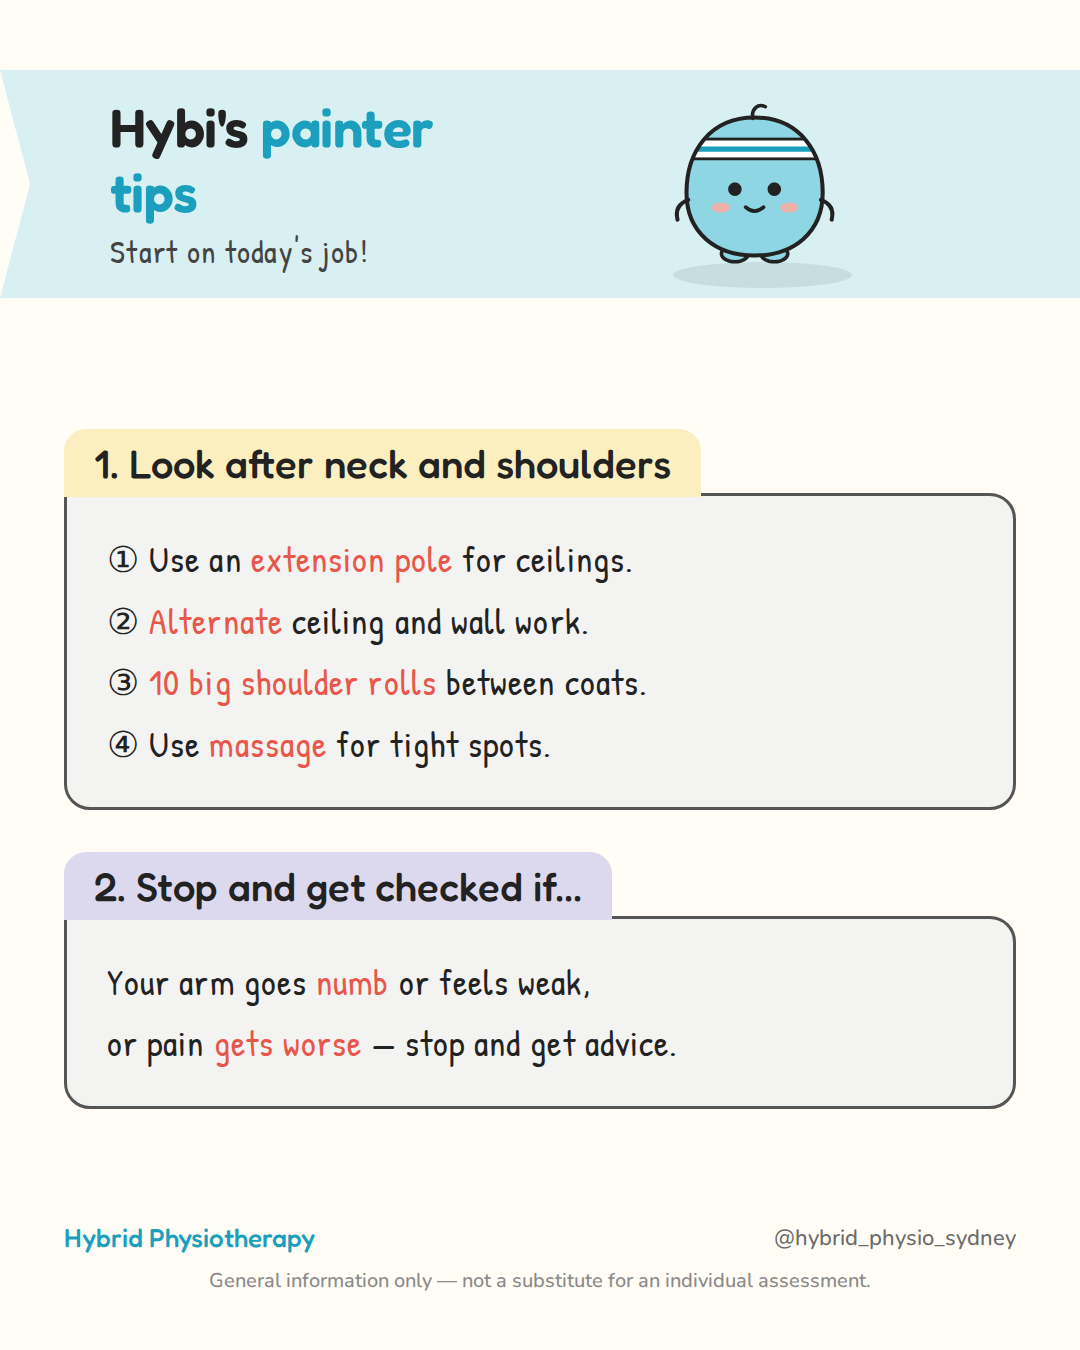 Hybi's painter
tips
Start on today's job!
1. Look after neck and shoulders
① Use an extension pole for ceilings.
② Alternate ceiling and wall work.
③ 10 big shoulder rolls between coats.
④ Use massage for tight spots.
2. Stop and get checked if...
Your arm goes numb or feels weak,
or pain gets worse — stop and get advice.
Hybrid Physiotherapy
@hybrid_physio_sydney
General information only — not a substitute for an individual assessment.